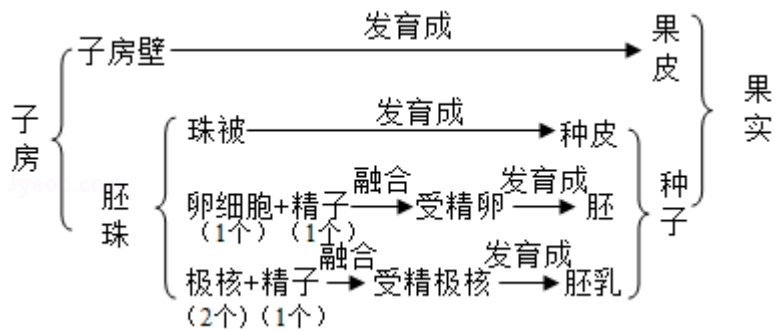 发育成
子房壁 果皮
发育成
珠被 种皮
子房 果实
融合 发育成
卵细胞+精子 受精卵 胚
(1个) (1个)
胚珠 种子
融合 发育成
极核+精子 受精极核 胚乳
(2个) (1个)